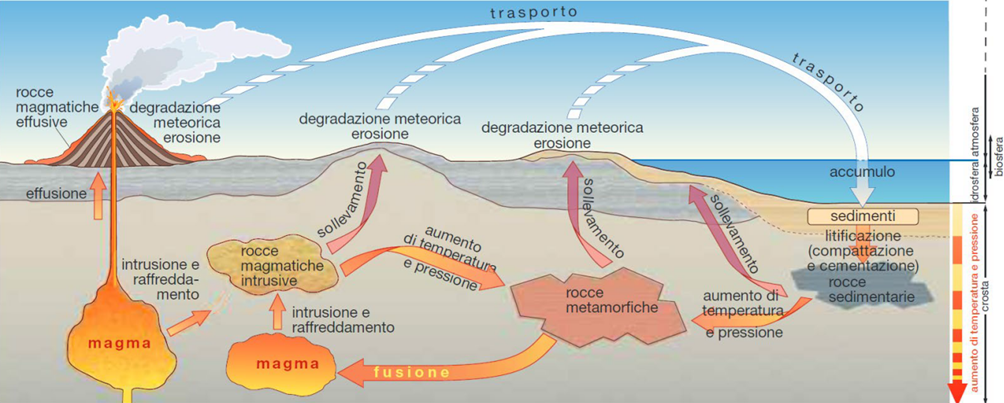 trasporto
trasporto
rocce
magmatiche
effusive
degradazione
meteorica
erosione
degradazione meteorica
erosione
degradazione meteorica
erosione
accumulo
effusione
sollevamento
sollevamento
sollevamento
sedimenti
litificazione
(compattazione
e cementazione)
rocce
sedimentarie
intrusione e
raffredda-
mento
rocce
magmatiche
intrusive
aumento
di temperatura
e pressione
rocce
metamorfiche
aumento di
temperatura
e pressione
intrusione e
raffreddamento
magma
magma
fusione
atmosfera
idrosfera
biosfera
crosta
aumento di temperatura e pressione